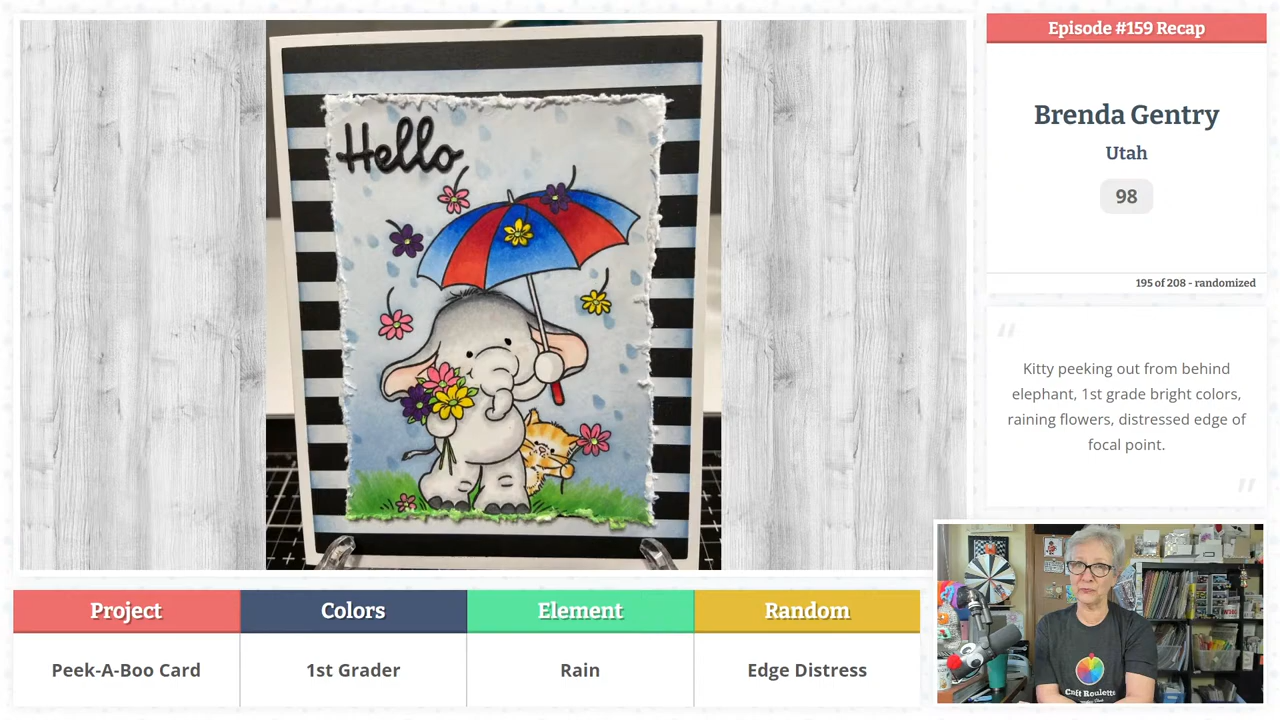 Episode #159 Recap
Brenda Gentry
Utah
98
195 of 208 - randomized
Kitty peeking out from behind
elephant, 1st grade bright colors,
raining flowers, distressed edge of
focal point.
Hello
Project
Colors
Element
Random
Peek-A-Boo Card
1st Grader
Rain
Edge Distress
Craft Roulette